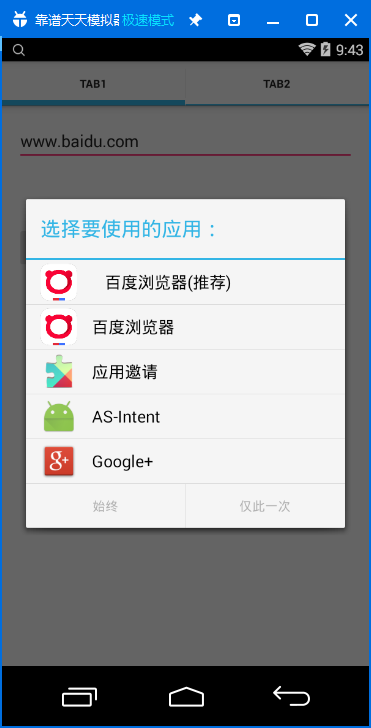 靠谱天天模拟器 极速模式
9:43
TAB1 TAB2
www.baidu.com
选择要使用的应用：
百度浏览器(推荐)
百度浏览器
应用邀请
AS-Intent
Google+
始终 仅此一次